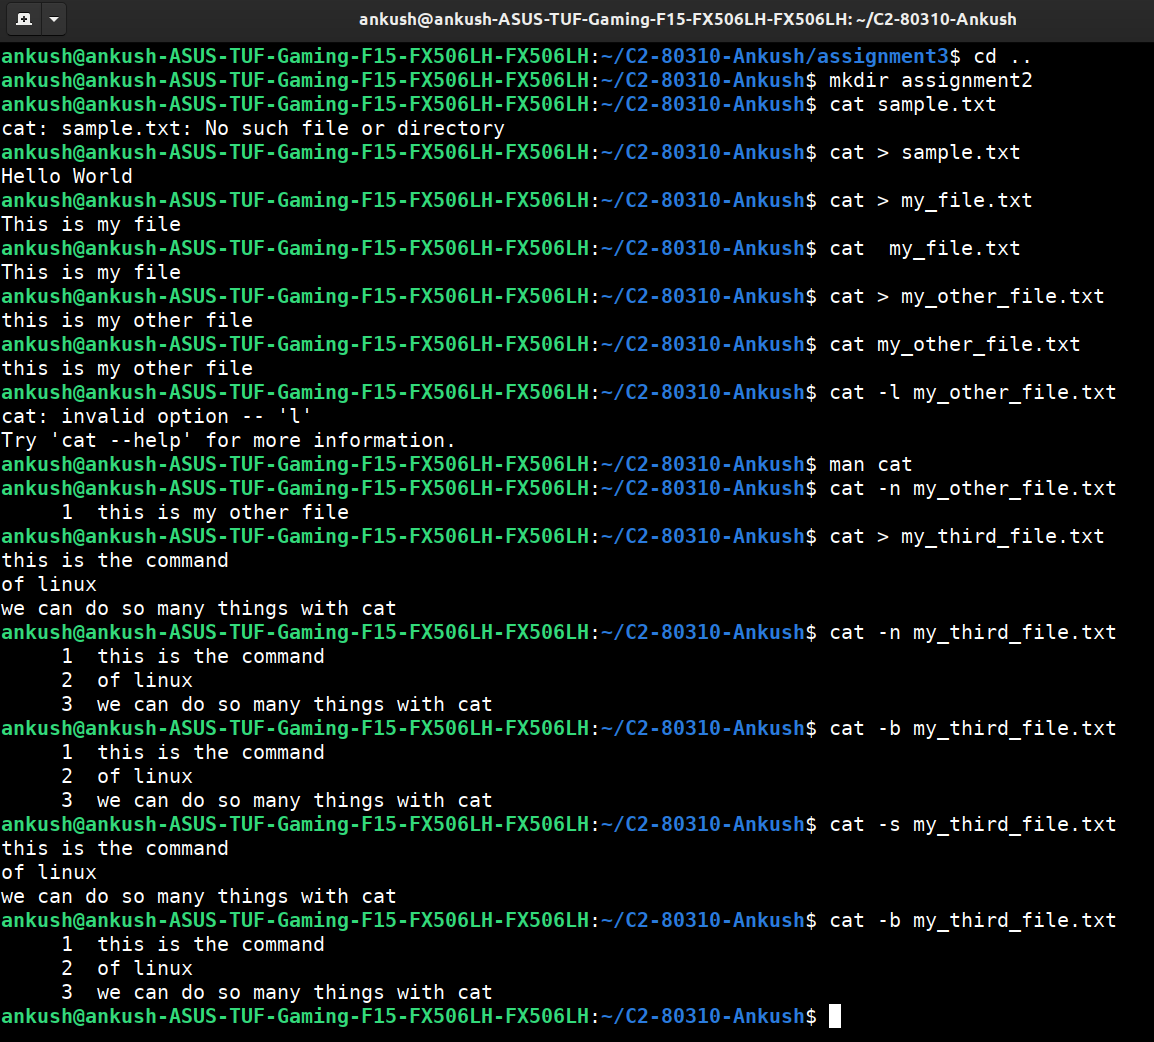 ankush@ankush-ASUS-TUF-Gaming-F15-FX506LH-FX506LH: ~/C2-80310-Ankush
ankush@ankush-ASUS-TUF-Gaming-F15-FX506LH-FX506LH:~/C2-80310-Ankush/assignment3$ cd ..
ankush@ankush-ASUS-TUF-Gaming-F15-FX506LH-FX506LH:~/C2-80310-Ankush$ mkdir assignment2
ankush@ankush-ASUS-TUF-Gaming-F15-FX506LH-FX506LH:~/C2-80310-Ankush$ cat sample.txt
cat: sample.txt: No such file or directory
ankush@ankush-ASUS-TUF-Gaming-F15-FX506LH-FX506LH:~/C2-80310-Ankush$ cat > sample.txt
Hello World
ankush@ankush-ASUS-TUF-Gaming-F15-FX506LH-FX506LH:~/C2-80310-Ankush$ cat > my_file.txt
This is my file
ankush@ankush-ASUS-TUF-Gaming-F15-FX506LH-FX506LH:~/C2-80310-Ankush$ cat  my_file.txt
This is my file
ankush@ankush-ASUS-TUF-Gaming-F15-FX506LH-FX506LH:~/C2-80310-Ankush$ cat > my_other_file.txt
this is my other file
ankush@ankush-ASUS-TUF-Gaming-F15-FX506LH-FX506LH:~/C2-80310-Ankush$ cat my_other_file.txt
this is my other file
ankush@ankush-ASUS-TUF-Gaming-F15-FX506LH-FX506LH:~/C2-80310-Ankush$ cat -l my_other_file.txt
cat: invalid option -- 'l'
Try 'cat --help' for more information.
ankush@ankush-ASUS-TUF-Gaming-F15-FX506LH-FX506LH:~/C2-80310-Ankush$ man cat
ankush@ankush-ASUS-TUF-Gaming-F15-FX506LH-FX506LH:~/C2-80310-Ankush$ cat -n my_other_file.txt
     1  this is my other file
ankush@ankush-ASUS-TUF-Gaming-F15-FX506LH-FX506LH:~/C2-80310-Ankush$ cat > my_third_file.txt
this is the command
of linux
we can do so many things with cat
ankush@ankush-ASUS-TUF-Gaming-F15-FX506LH-FX506LH:~/C2-80310-Ankush$ cat -n my_third_file.txt
     1  this is the command
     2  of linux
     3  we can do so many things with cat
ankush@ankush-ASUS-TUF-Gaming-F15-FX506LH-FX506LH:~/C2-80310-Ankush$ cat -b my_third_file.txt
     1  this is the command
     2  of linux
     3  we can do so many things with cat
ankush@ankush-ASUS-TUF-Gaming-F15-FX506LH-FX506LH:~/C2-80310-Ankush$ cat -s my_third_file.txt
this is the command
of linux
we can do so many things with cat
ankush@ankush-ASUS-TUF-Gaming-F15-FX506LH-FX506LH:~/C2-80310-Ankush$ cat -b my_third_file.txt
     1  this is the command
     2  of linux
     3  we can do so many things with cat
ankush@ankush-ASUS-TUF-Gaming-F15-FX506LH-FX506LH:~/C2-80310-Ankush$